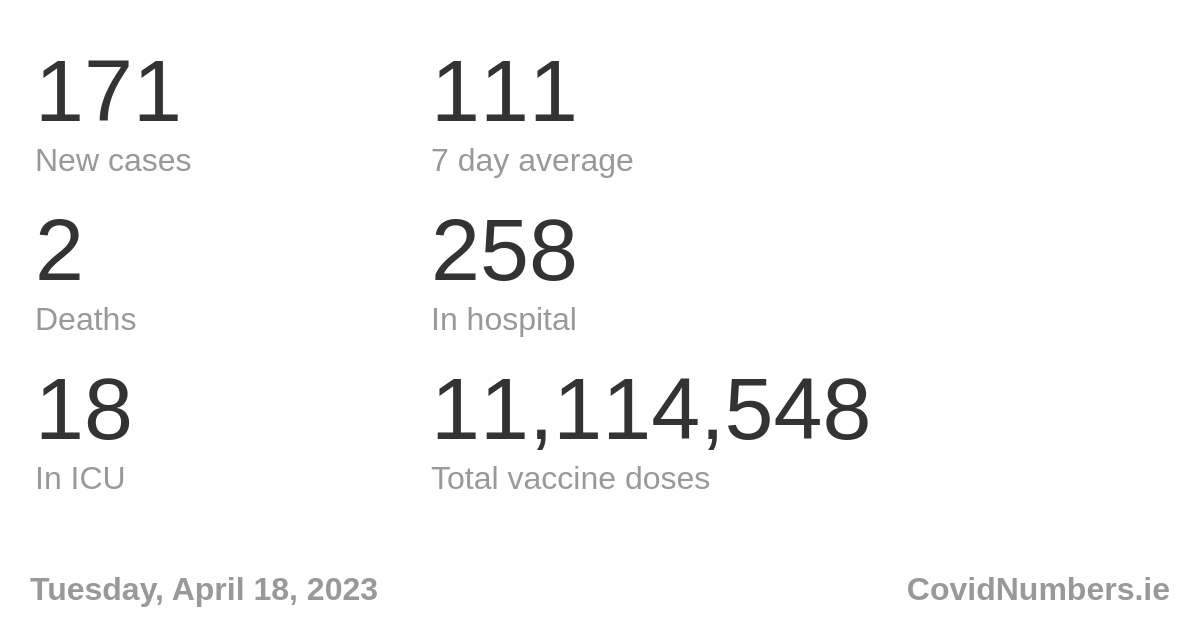 171
111
New cases
7 day average
2
258
Deaths
In hospital
18
11,114,548
In ICU
Total vaccine doses
Tuesday, April 18, 2023
CovidNumbers.ie